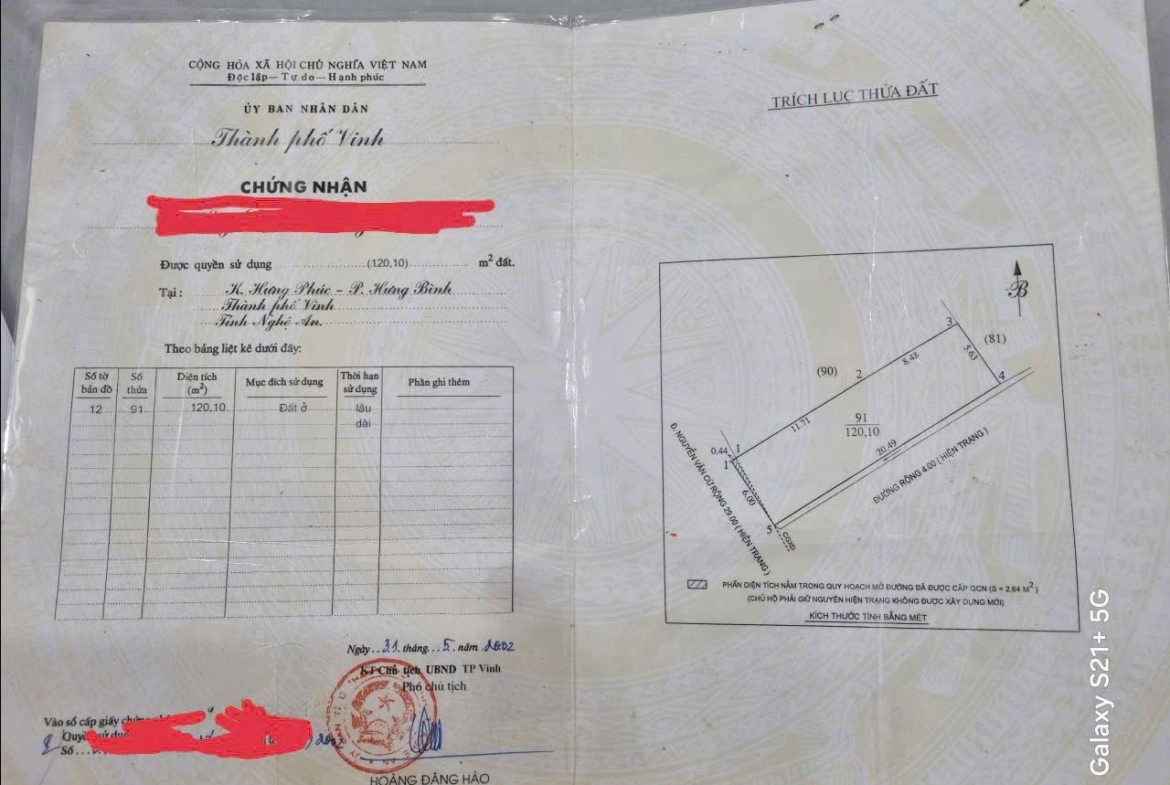 CỘNG HÒA XÃ HỘI CHỦ NGHĨA VIỆT NAM
Độc lập - Tự do - Hạnh phúc
ỦY BAN NHÂN DÂN
Thành phố Vinh
CHỨNG NHẬN
Được quyền sử dụng (120,10) m² đất.
Tại: K. Hưng Phúc - P. Hưng Bình
Thành phố Vinh
Tỉnh Nghệ An.
Theo bảng liệt kê dưới đây:
Số tờ bản đồ Số thửa Diện tích (m²) Mục đích sử dụng Thời hạn sử dụng Phần ghi thêm
12 91 120,10 Đất ở lâu
dài
Ngày 31 tháng 5 năm 2002
KT Chủ tịch UBND TP Vinh
Phó chủ tịch
Vào sổ cấp giấy chứng
Quyền sử dụng
Số 2002
HOÀNG ĐĂNG HẢO
TRÍCH LỤC THỬA ĐẤT
B
3
(81)
5.63
8.48
(90)
2
4
91
120,10
11.71
20.49
0.44
1
1
6.00
5
CGXD
Đ. NGUYỄN VĂN CỪ RỘNG 29.00 ( HIỆN TRẠNG )
ĐƯỜNG RỘNG 4.00 ( HIỆN TRẠNG )
PHẦN DIỆN TÍCH NẰM TRONG QUY HOẠCH MỞ ĐƯỜNG ĐÃ ĐƯỢC CẤP GCN (S = 2,64 M²)
(CHỦ HỘ PHẢI GIỮ NGUYÊN HIỆN TRẠNG KHÔNG ĐƯỢC XÂY DỰNG MỚI)
KÍCH THƯỚC TÍNH BẰNG MÉT
Galaxy S21+ 5G